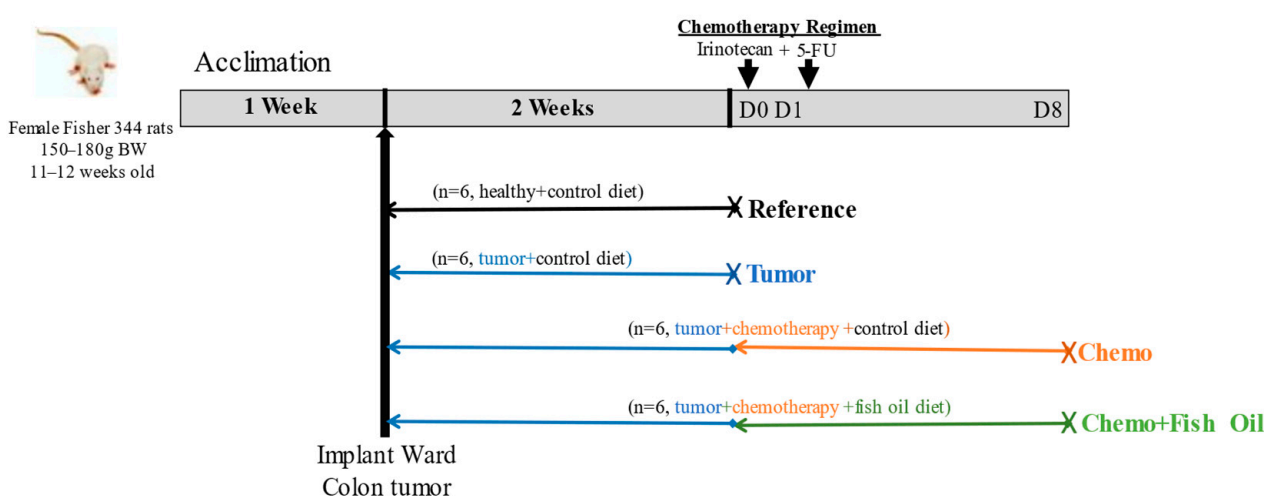 Chemotherapy Regimen
Irinotecan + 5-FU
Acclimation
1 Week
2 Weeks
D0 D1
D8
Female Fisher 344 rats
150–180g BW
11–12 weeks old
(n=6, healthy+control diet)
X Reference
(n=6, tumor+control diet)
X Tumor
(n=6, tumor+chemotherapy +control diet)
X Chemo
(n=6, tumor+chemotherapy +fish oil diet)
X Chemo+Fish Oil
Implant Ward
Colon tumor